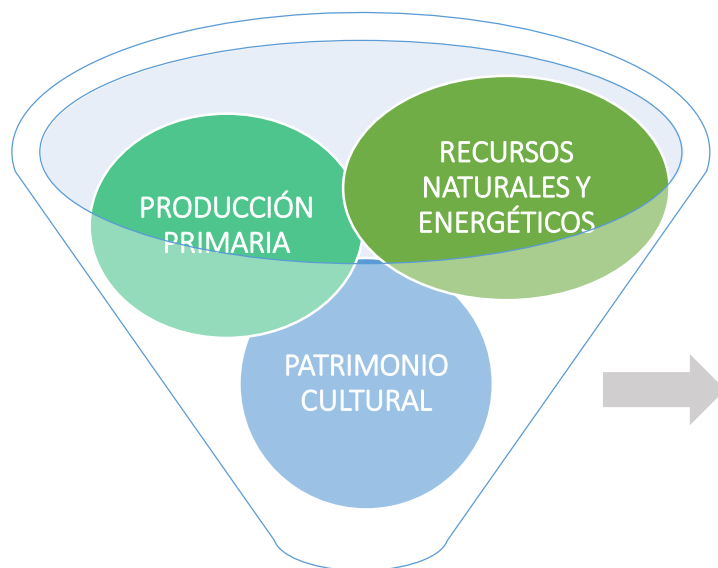 PRODUCCIÓN
PRIMARIA
RECURSOS
NATURALES Y
ENERGÉTICOS
PATRIMONIO
CULTURAL